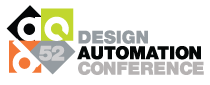 52
DESIGN
AUTOMATION
CONFERENCE